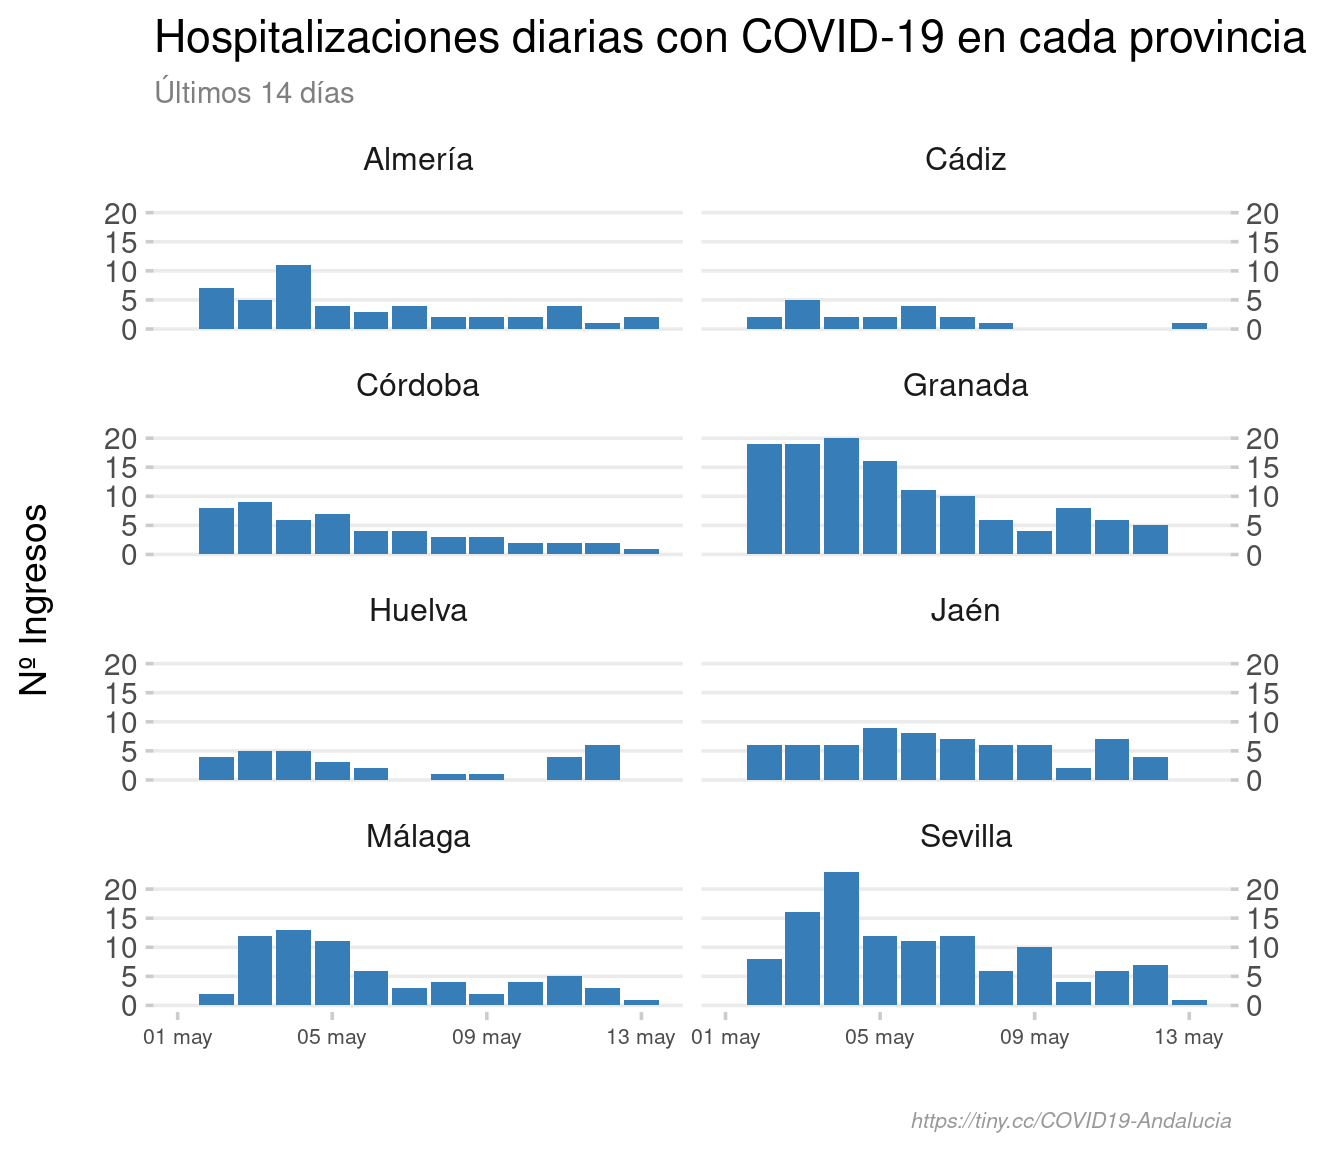 Hospitalizaciones diarias con COVID-19 en cada provincia
Últimos 14 días
Nº Ingresos
Almería
Cádiz
20
15
10
5
0
20
15
10
5
0
Córdoba
Granada
20
15
10
5
0
20
15
10
5
0
Huelva
Jaén
20
15
10
5
0
20
15
10
5
0
Málaga
Sevilla
20
15
10
5
0
20
15
10
5
0
01 may 05 may 09 may 13 may
01 may 05 may 09 may 13 may
https://tiny.cc/COVID19-Andalucia